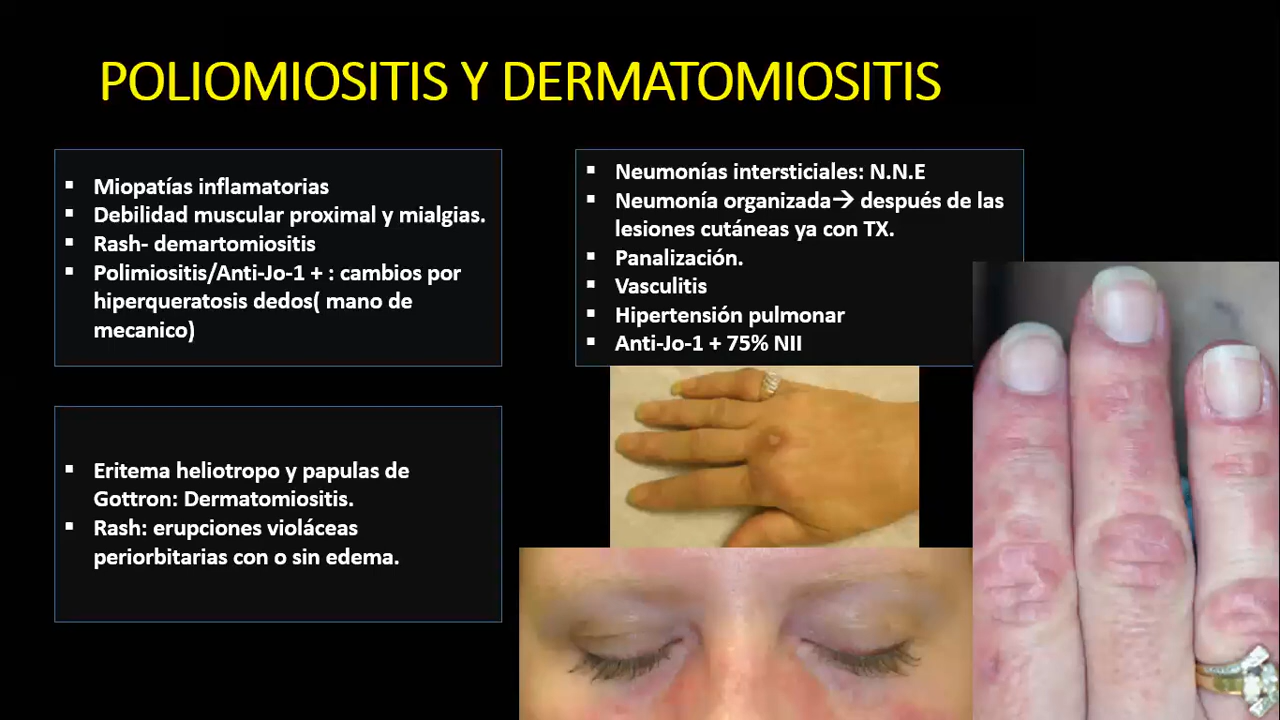 POLIOMIOSITIS Y DERMATOMIOSITIS
▪ Miopatías inflamatorias
▪ Debilidad muscular proximal y mialgias.
▪ Rash- demartomiositis
▪ Polimiositis/Anti-Jo-1 + : cambios por
hiperqueratosis dedos( mano de
mecanico)
▪ Eritema heliotropo y papulas de
Gottron: Dermatomiositis.
▪ Rash: erupciones violáceas
periorbitarias con o sin edema.
▪ Neumonías intersticiales: N.N.E
▪ Neumonía organizada→ después de las
lesiones cutáneas ya con TX.
▪ Panalización.
▪ Vasculitis
▪ Hipertensión pulmonar
▪ Anti-Jo-1 + 75% NII